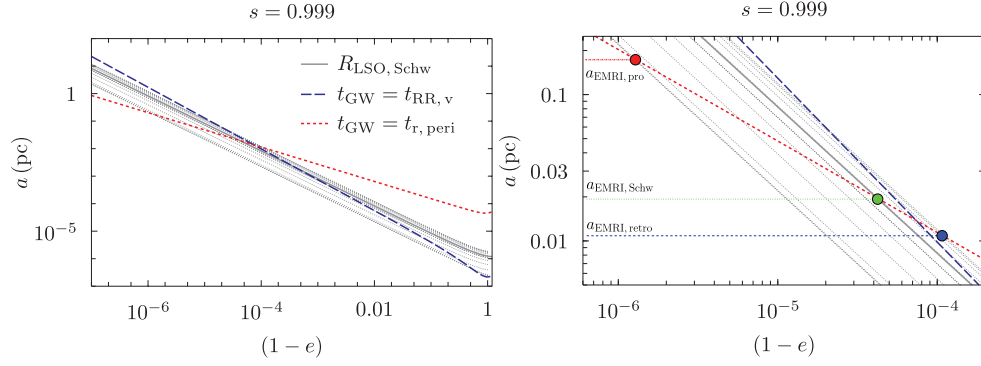 s = 0.999
a (pc)
1
10⁻⁵
R_LSO, Schw
t_GW = t_RR, v
t_GW = t_r, peri
10⁻⁶
10⁻⁴
0.01
1
(1 − e)
s = 0.999
a (pc)
0.1
0.03
0.01
a_EMRI, pro
a_EMRI, Schw
a_EMRI, retro
10⁻⁶
10⁻⁵
10⁻⁴
(1 − e)